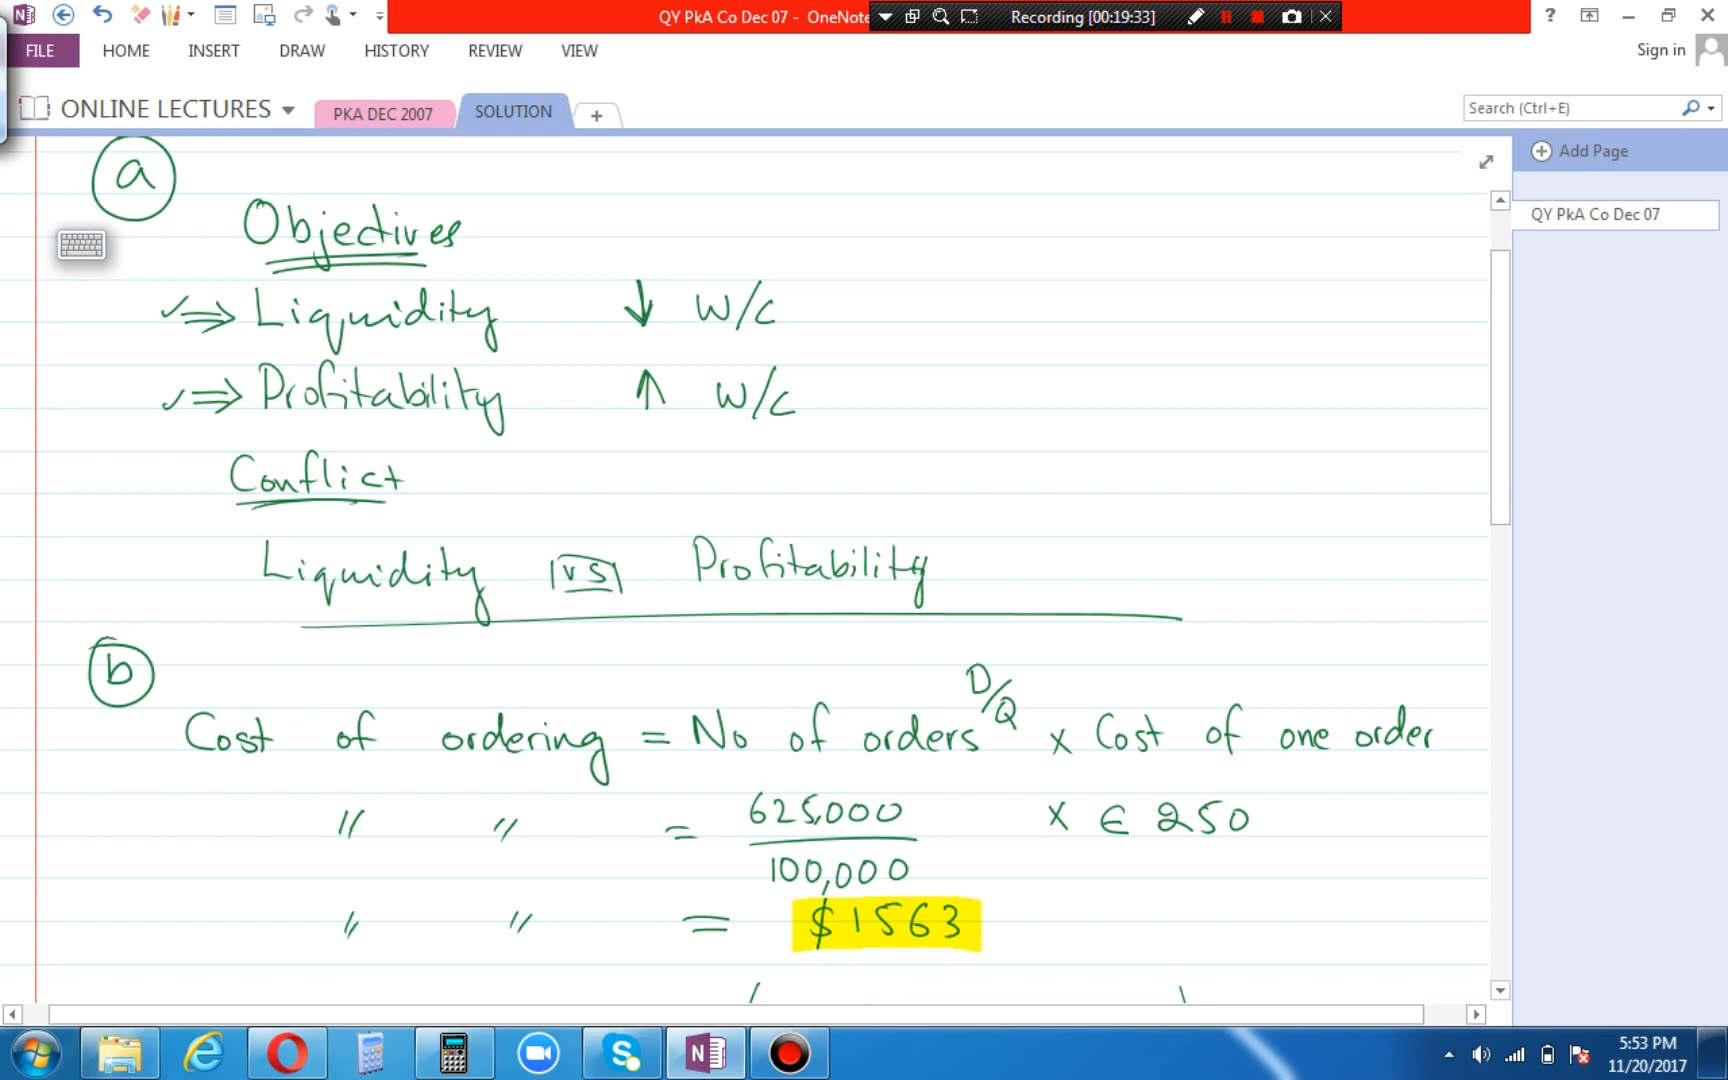 QY PkA Co Dec 07 - OneNote
Recording [00:19:33]
?
FILE HOME INSERT DRAW HISTORY REVIEW VIEW
Sign in
ONLINE LECTURES
PKA DEC 2007
SOLUTION
+
Search (Ctrl+E)
Add Page
QY PkA Co Dec 07
a
Objectives
✓⇒ Liquidity ↓ W/C
✓⇒ Profitability ↑ W/C
Conflict
Liquidity vs Profitability
b
D/Q
Cost of ordering = No of orders x Cost of one order
" " = 625,000 x € 250
100,000
" " = $1563
5:53 PM
11/20/2017